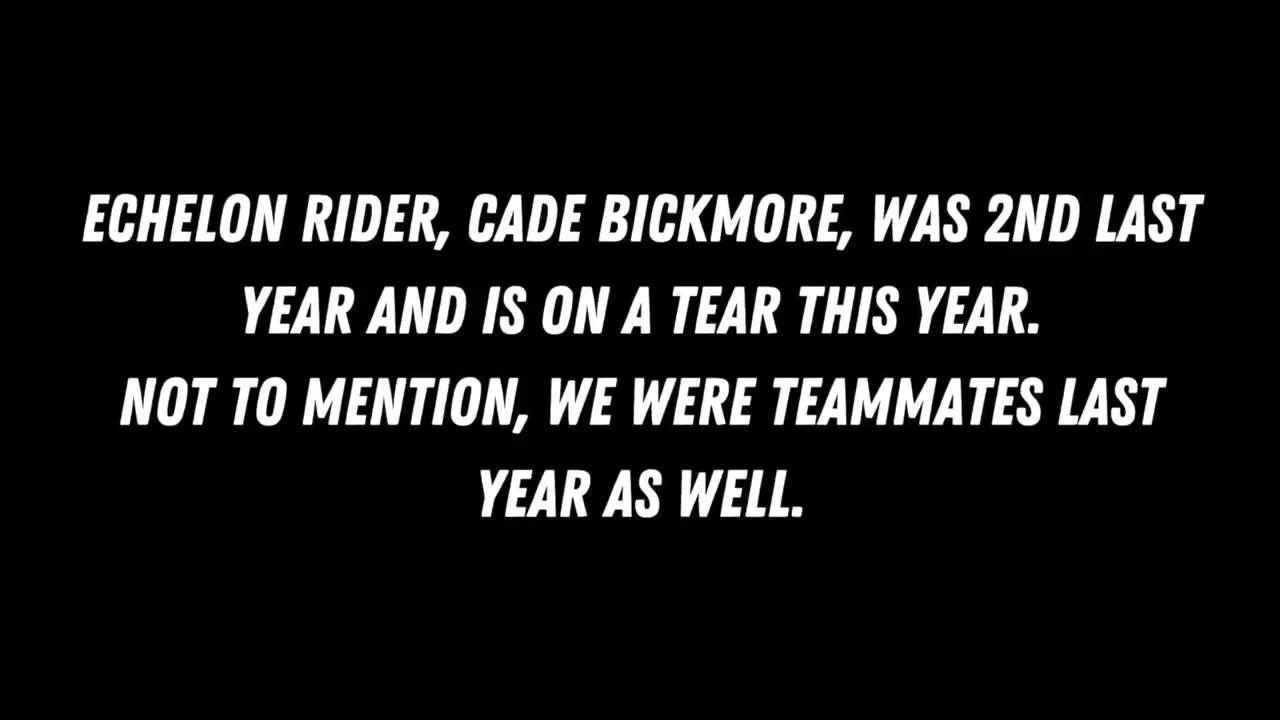 ECHELON RIDER, CADE BICKMORE, WAS 2ND LAST
YEAR AND IS ON A TEAR THIS YEAR.
NOT TO MENTION, WE WERE TEAMMATES LAST
YEAR AS WELL.